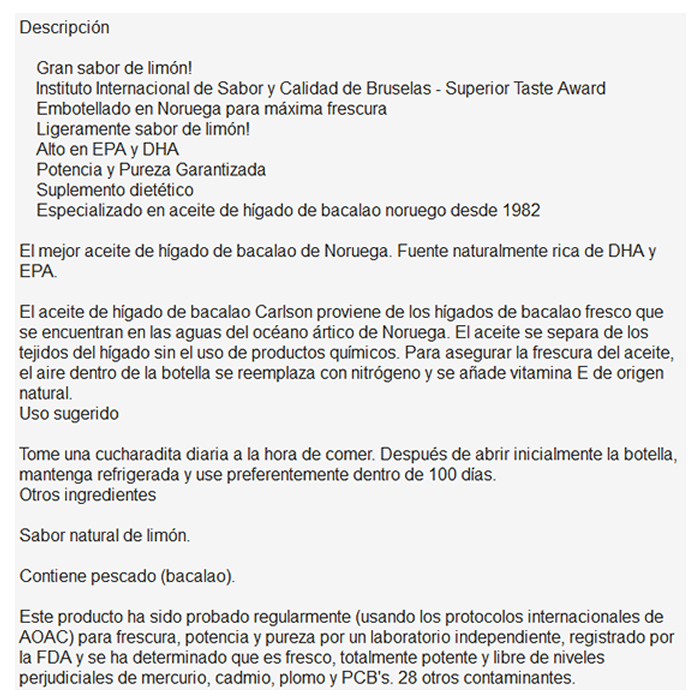 Descripción
Gran sabor de limón!
Instituto Internacional de Sabor y Calidad de Bruselas - Superior Taste Award
Embotellado en Noruega para máxima frescura
Ligeramente sabor de limón!
Alto en EPA y DHA
Potencia y Pureza Garantizada
Suplemento dietético
Especializado en aceite de hígado de bacalao noruego desde 1982
El mejor aceite de hígado de bacalao de Noruega. Fuente naturalmente rica de DHA y
EPA.
El aceite de hígado de bacalao Carlson proviene de los hígados de bacalao fresco que
se encuentran en las aguas del océano ártico de Noruega. El aceite se separa de los
tejidos del hígado sin el uso de productos químicos. Para asegurar la frescura del aceite,
el aire dentro de la botella se reemplaza con nitrógeno y se añade vitamina E de origen
natural.
Uso sugerido
Tome una cucharadita diaria a la hora de comer. Después de abrir inicialmente la botella,
mantenga refrigerada y use preferentemente dentro de 100 días.
Otros ingredientes
Sabor natural de limón.
Contiene pescado (bacalao).
Este producto ha sido probado regularmente (usando los protocolos internacionales de
AOAC) para frescura, potencia y pureza por un laboratorio independiente, registrado por
la FDA y se ha determinado que es fresco, totalmente potente y libre de niveles
perjudiciales de mercurio, cadmio, plomo y PCB's. 28 otros contaminantes.